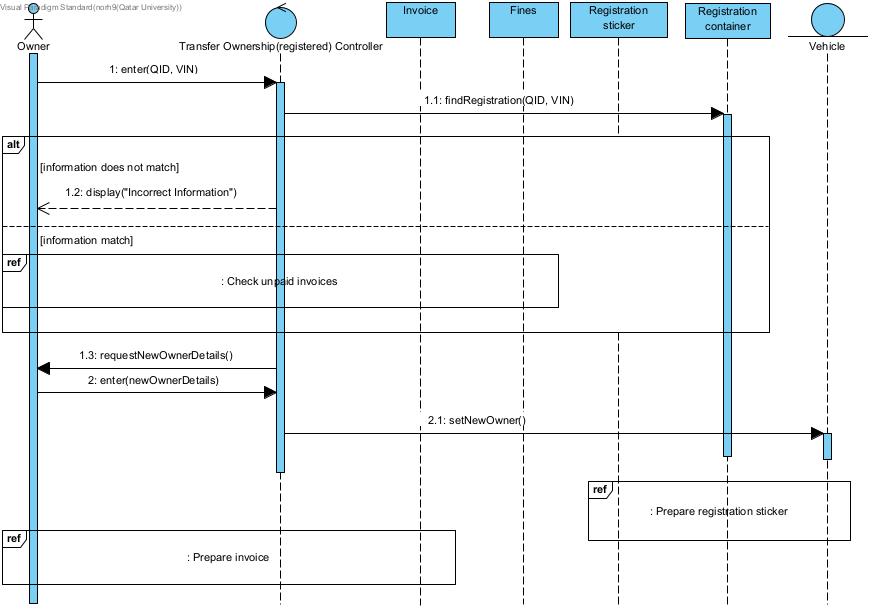 Visual Paradigm Standard(norh9(Qatar University))
Owner
Transfer Ownership(registered) Controller
Invoice
Fines
Registration
sticker
Registration
container
Vehicle
1: enter(QID, VIN)
1.1: findRegistration(QID, VIN)
alt
[information does not match]
1.2: display("Incorrect Information")
[information match]
ref
: Check unpaid invoices
1.3: requestNewOwnerDetails()
2: enter(newOwnerDetails)
2.1: setNewOwner()
ref
: Prepare registration sticker
ref
: Prepare invoice